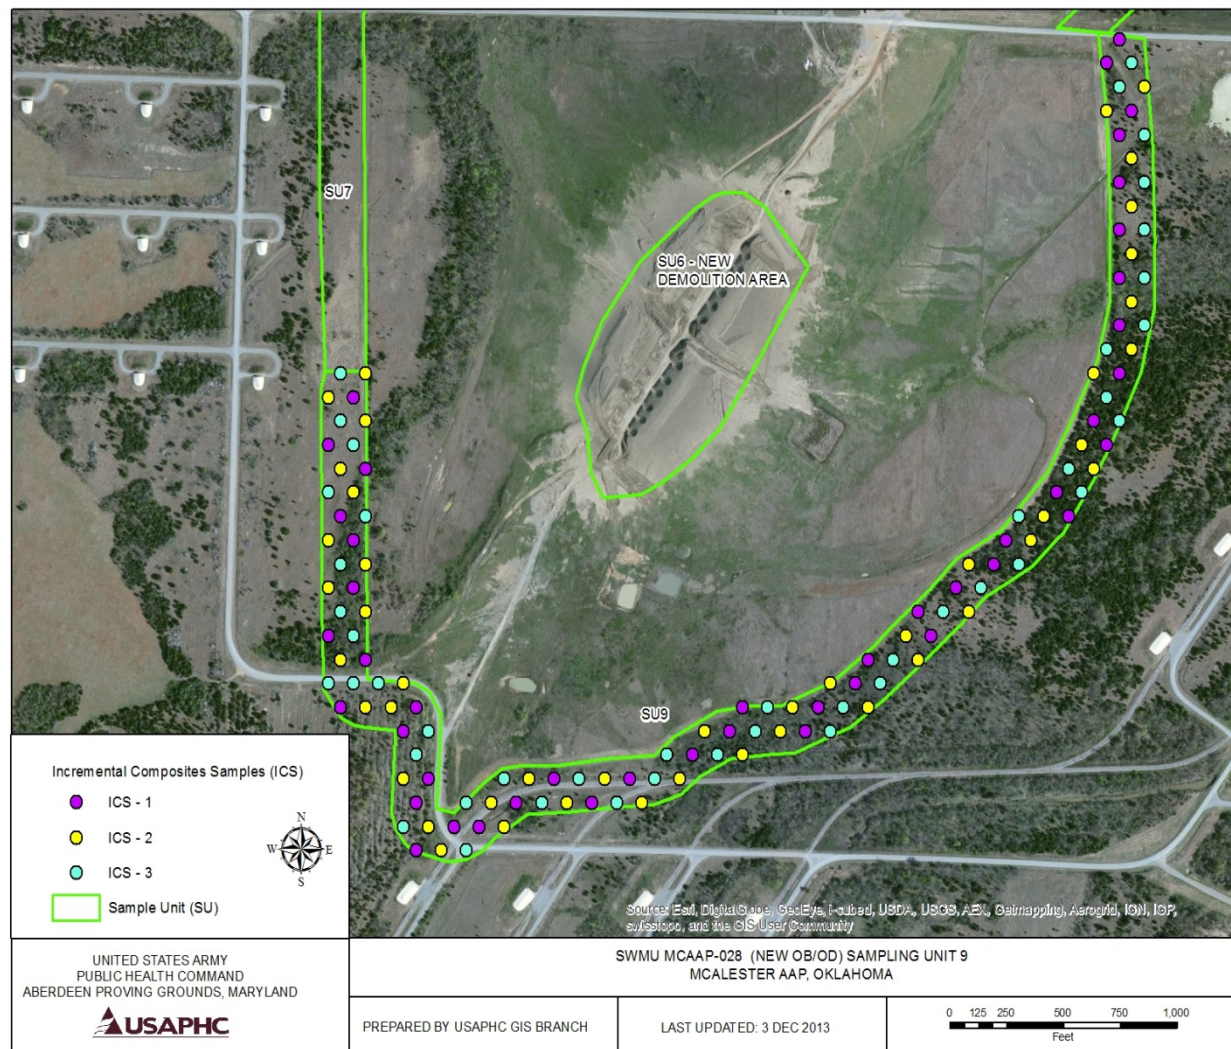 SU7
SU6 - NEW
DEMOLITION AREA
SU9
Incremental Composites Samples (ICS)
ICS - 1
ICS - 2
ICS - 3
Sample Unit (SU)
N
W
E
S
Source: Esri, DigitalGlobe, GeoEye, i-cubed, USDA, USGS, AEX, Getmapping, Aerogrid, IGN, IGP,
swisstopo, and the GIS User Community
UNITED STATES ARMY
PUBLIC HEALTH COMMAND
ABERDEEN PROVING GROUNDS, MARYLAND
USAPHC
SWMU MCAAP-028 (NEW OB/OD) SAMPLING UNIT 9
MCALESTER AAP, OKLAHOMA
PREPARED BY USAPHC GIS BRANCH
LAST UPDATED: 3 DEC 2013
0 125 250 500 750 1,000
Feet